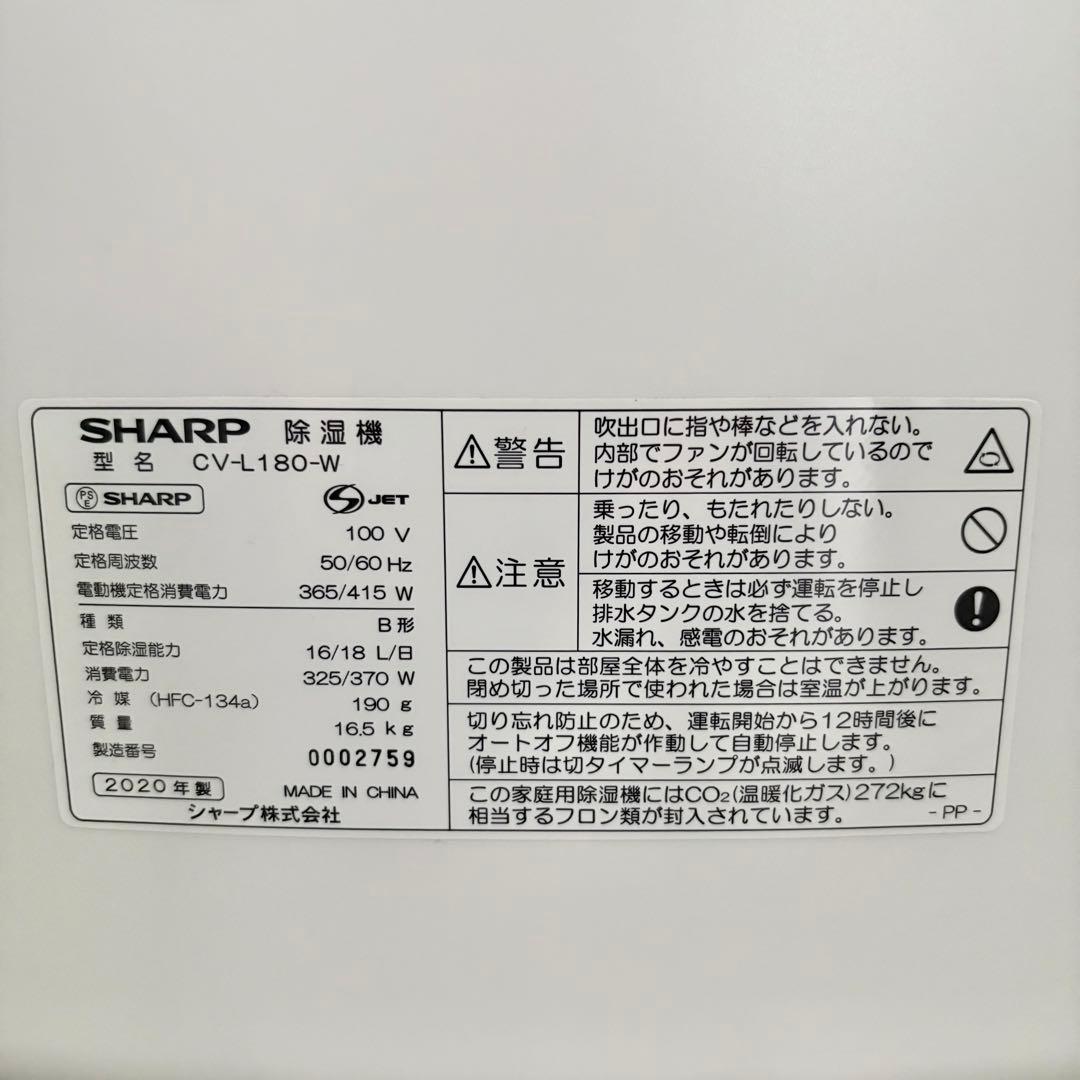 SHARP 除湿機
型名 CV-L180-W
PSE SHARP S JET
定格電圧 100 V
定格周波数 50/60 Hz
電動機定格消費電力 365/415 W
種類 B形
定格除湿能力 16/18 L/日
消費電力 325/370 W
冷媒 (HFC-134a) 190 g
質量 16.5 kg
製造番号 0002759
2020年製 MADE IN CHINA
シャープ株式会社
⚠警告
吹出口に指や棒などを入れない。
内部でファンが回転しているので
けがのおそれがあります。
⚠注意
乗ったり、もたれたりしない。
製品の移動や転倒により
けがのおそれがあります。
移動するときは必ず運転を停止し
排水タンクの水を捨てる。
水漏れ、感電のおそれがあります。
この製品は部屋全体を冷やすことはできません。
閉め切った場所で使われた場合は室温が上がります。
切り忘れ防止のため、運転開始から12時間後に
オートオフ機能が作動して自動停止します。
(停止時は切タイマーランプが点滅します。)
この家庭用除湿機にはCO₂(温暖化ガス)272kgに
相当するフロン類が封入されています。 -PP-